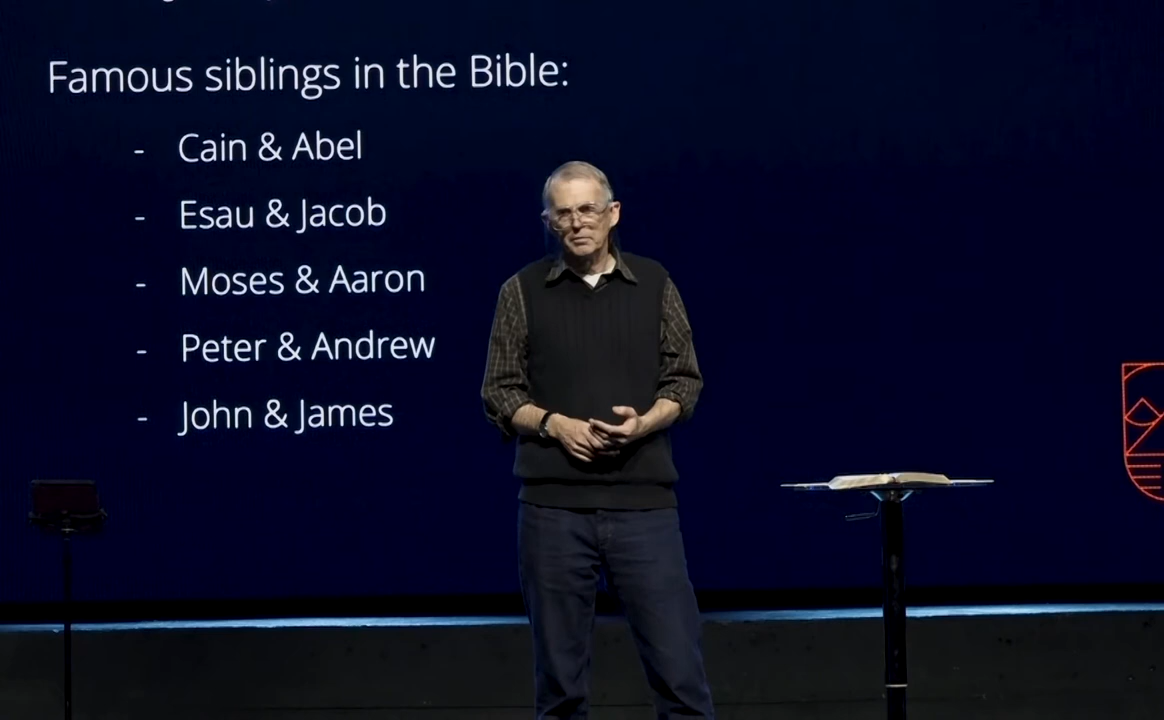 Famous siblings in the Bible:
- Cain & Abel
- Esau & Jacob
- Moses & Aaron
- Peter & Andrew
- John & James